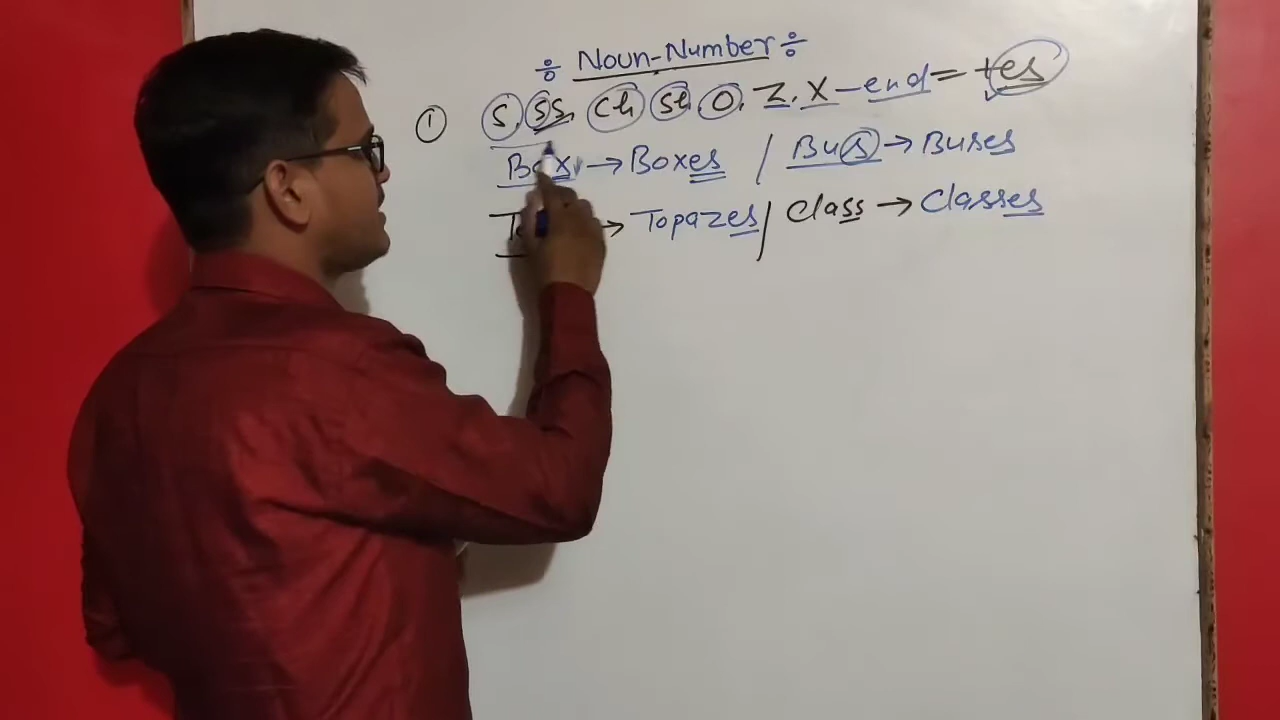 ÷ Noun-Number ÷
① S, SS, Ch, Sh, O, Z, X - end = +es
Box → Boxes / Bus → Buses
→ Topazes / Class → Classes